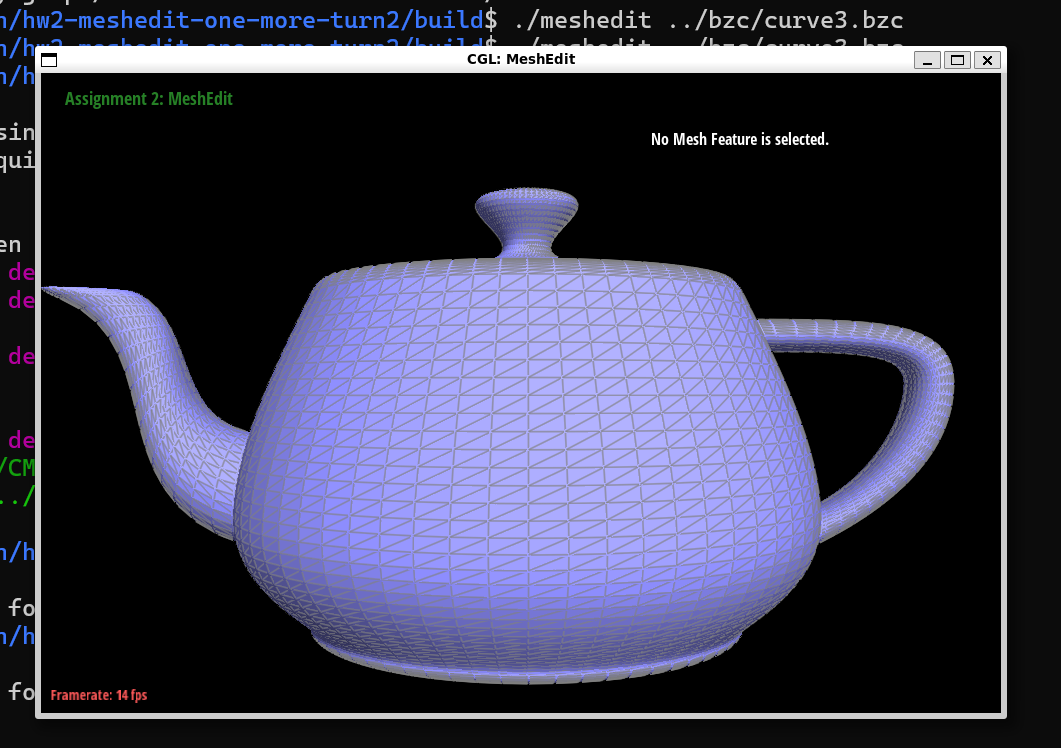 n/hw2-meshedit-one-more-turn2/build$ ./meshedit ../bzc/curve3.bzc
n/hw2-meshedit-one-more-turn2/build$ ./meshedit ../bzc/curve3.bzc
CGL: MeshEdit
n/h
Assignment 2: MeshEdit
sin
No Mesh Feature is selected.
qui
en
de
de
de
de
/CM
../
n/h
fo
n/h
fo
Framerate: 14 fps